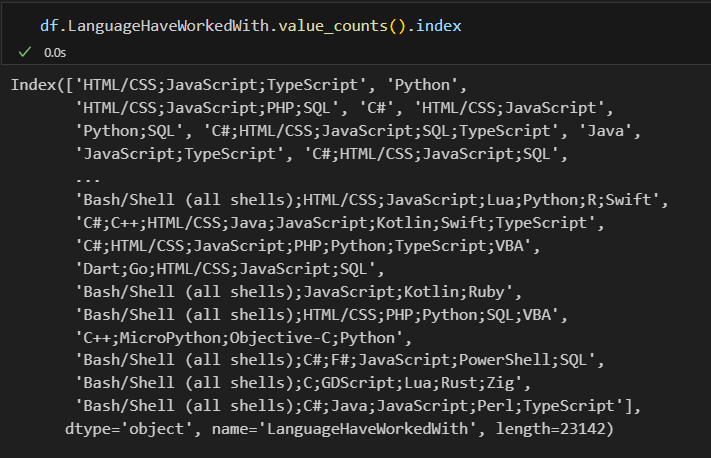 df.LanguageHaveWorkedWith.value_counts().index
0.0s
Index(['HTML/CSS;JavaScript;TypeScript', 'Python',
'HTML/CSS;JavaScript;PHP;SQL', 'C#', 'HTML/CSS;JavaScript',
'Python;SQL', 'C#;HTML/CSS;JavaScript;SQL;TypeScript', 'Java',
'JavaScript;TypeScript', 'C#;HTML/CSS;JavaScript;SQL',
...
'Bash/Shell (all shells);HTML/CSS;JavaScript;Lua;Python;R;Swift',
'C#;C++;HTML/CSS;Java;JavaScript;Kotlin;Swift;TypeScript',
'C#;HTML/CSS;JavaScript;PHP;Python;TypeScript;VBA',
'Dart;Go;HTML/CSS;JavaScript;SQL',
'Bash/Shell (all shells);JavaScript;Kotlin;Ruby',
'Bash/Shell (all shells);HTML/CSS;PHP;Python;SQL;VBA',
'C++;MicroPython;Objective-C;Python',
'Bash/Shell (all shells);C#;F#;JavaScript;PowerShell;SQL',
'Bash/Shell (all shells);C;GDScript;Lua;Rust;Zig',
'Bash/Shell (all shells);C#;Java;JavaScript;Perl;TypeScript'],
dtype='object', name='LanguageHaveWorkedWith', length=23142)